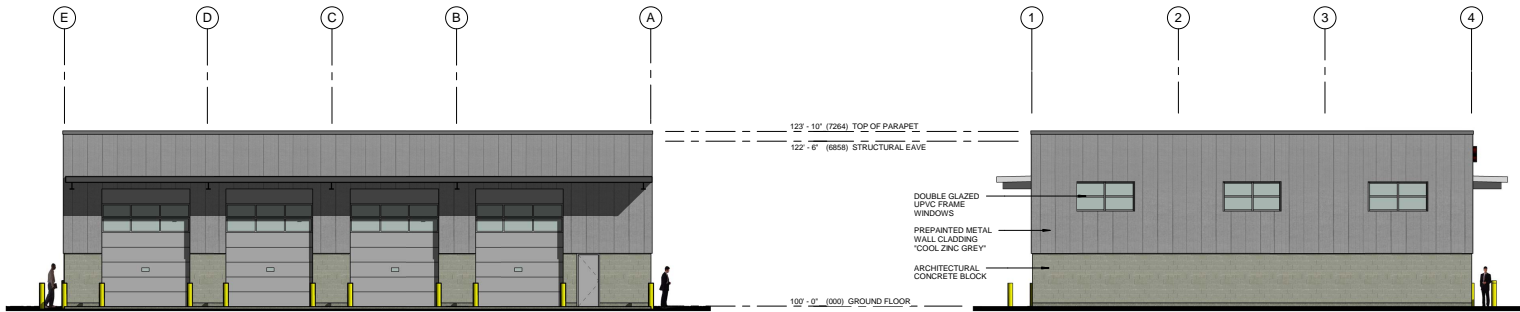 E
D
C
B
A
1
2
3
4
123' - 10" (7264) TOP OF PARAPET
122' - 6" (6858) STRUCTURAL EAVE
DOUBLE GLAZED
UPVC FRAME
WINDOWS
PREPAINTED METAL
WALL CLADDING
"COOL ZINC GREY"
ARCHITECTURAL
CONCRETE BLOCK
100' - 0" (000) GROUND FLOOR